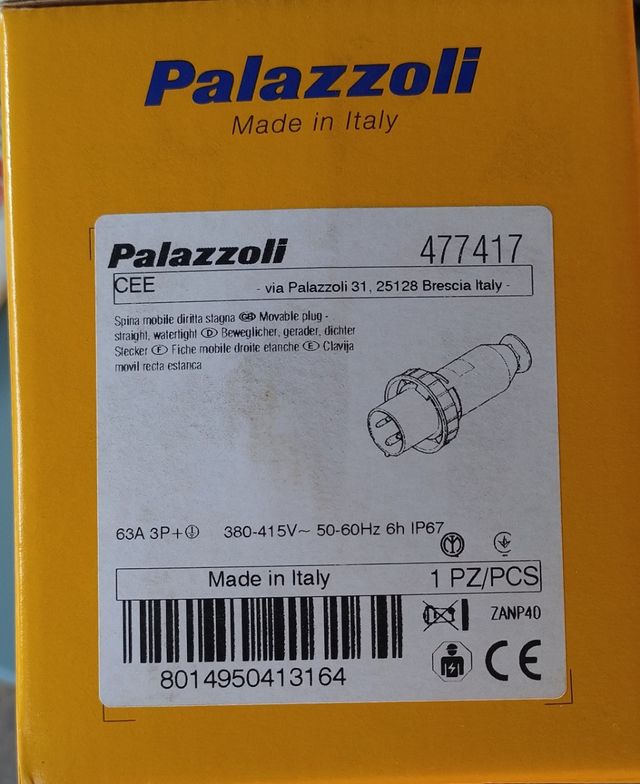 Palazzoli
Made in Italy
Palazzoli 477417
CEE - via Palazzoli 31, 25128 Brescia Italy -
Spina mobile diritta stagna GB Movable plug -
straight, watertight D Beweglicher, gerader, dichter
Stecker F Fiche mobile droite etanche E Clavija
movil recta estanca
63A 3P+⏚ 380-415V~ 50-60Hz 6h IP67
Made in Italy 1 PZ/PCS
ZANP40
8014950413164
CE